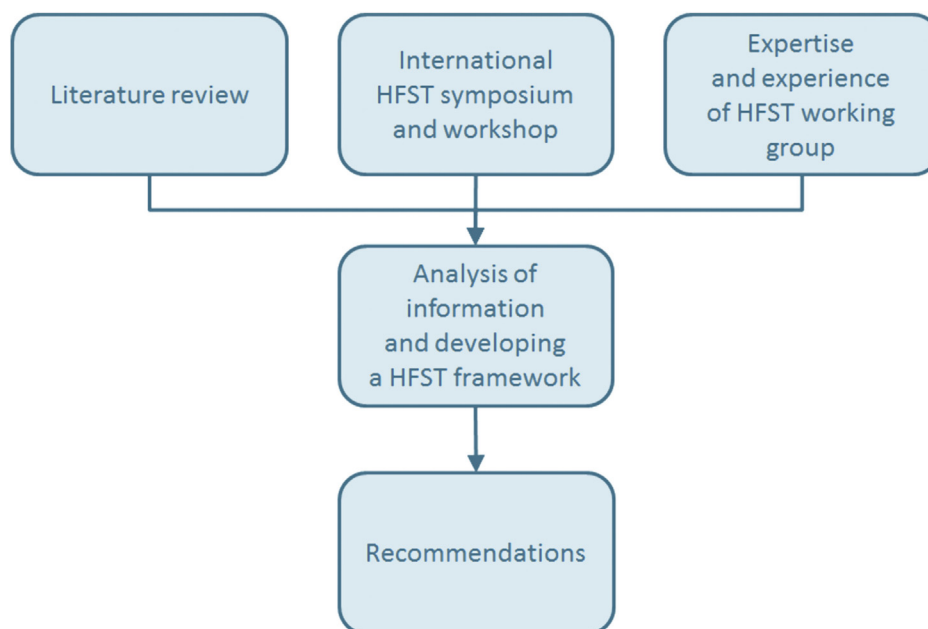 Literature review
International
HFST symposium
and workshop
Expertise
and experience
of HFST working
group
Analysis of
information
and developing
a HFST framework
Recommendations